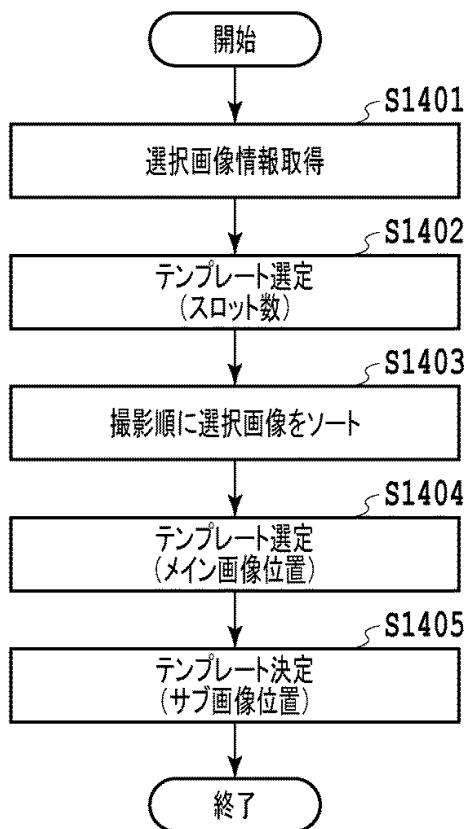 開始
S1401
選択画像情報取得
S1402
テンプレート選定
(スロット数)
S1403
撮影順に選択画像をソート
S1404
テンプレート選定
(メイン画像位置)
S1405
テンプレート決定
(サブ画像位置)
終了